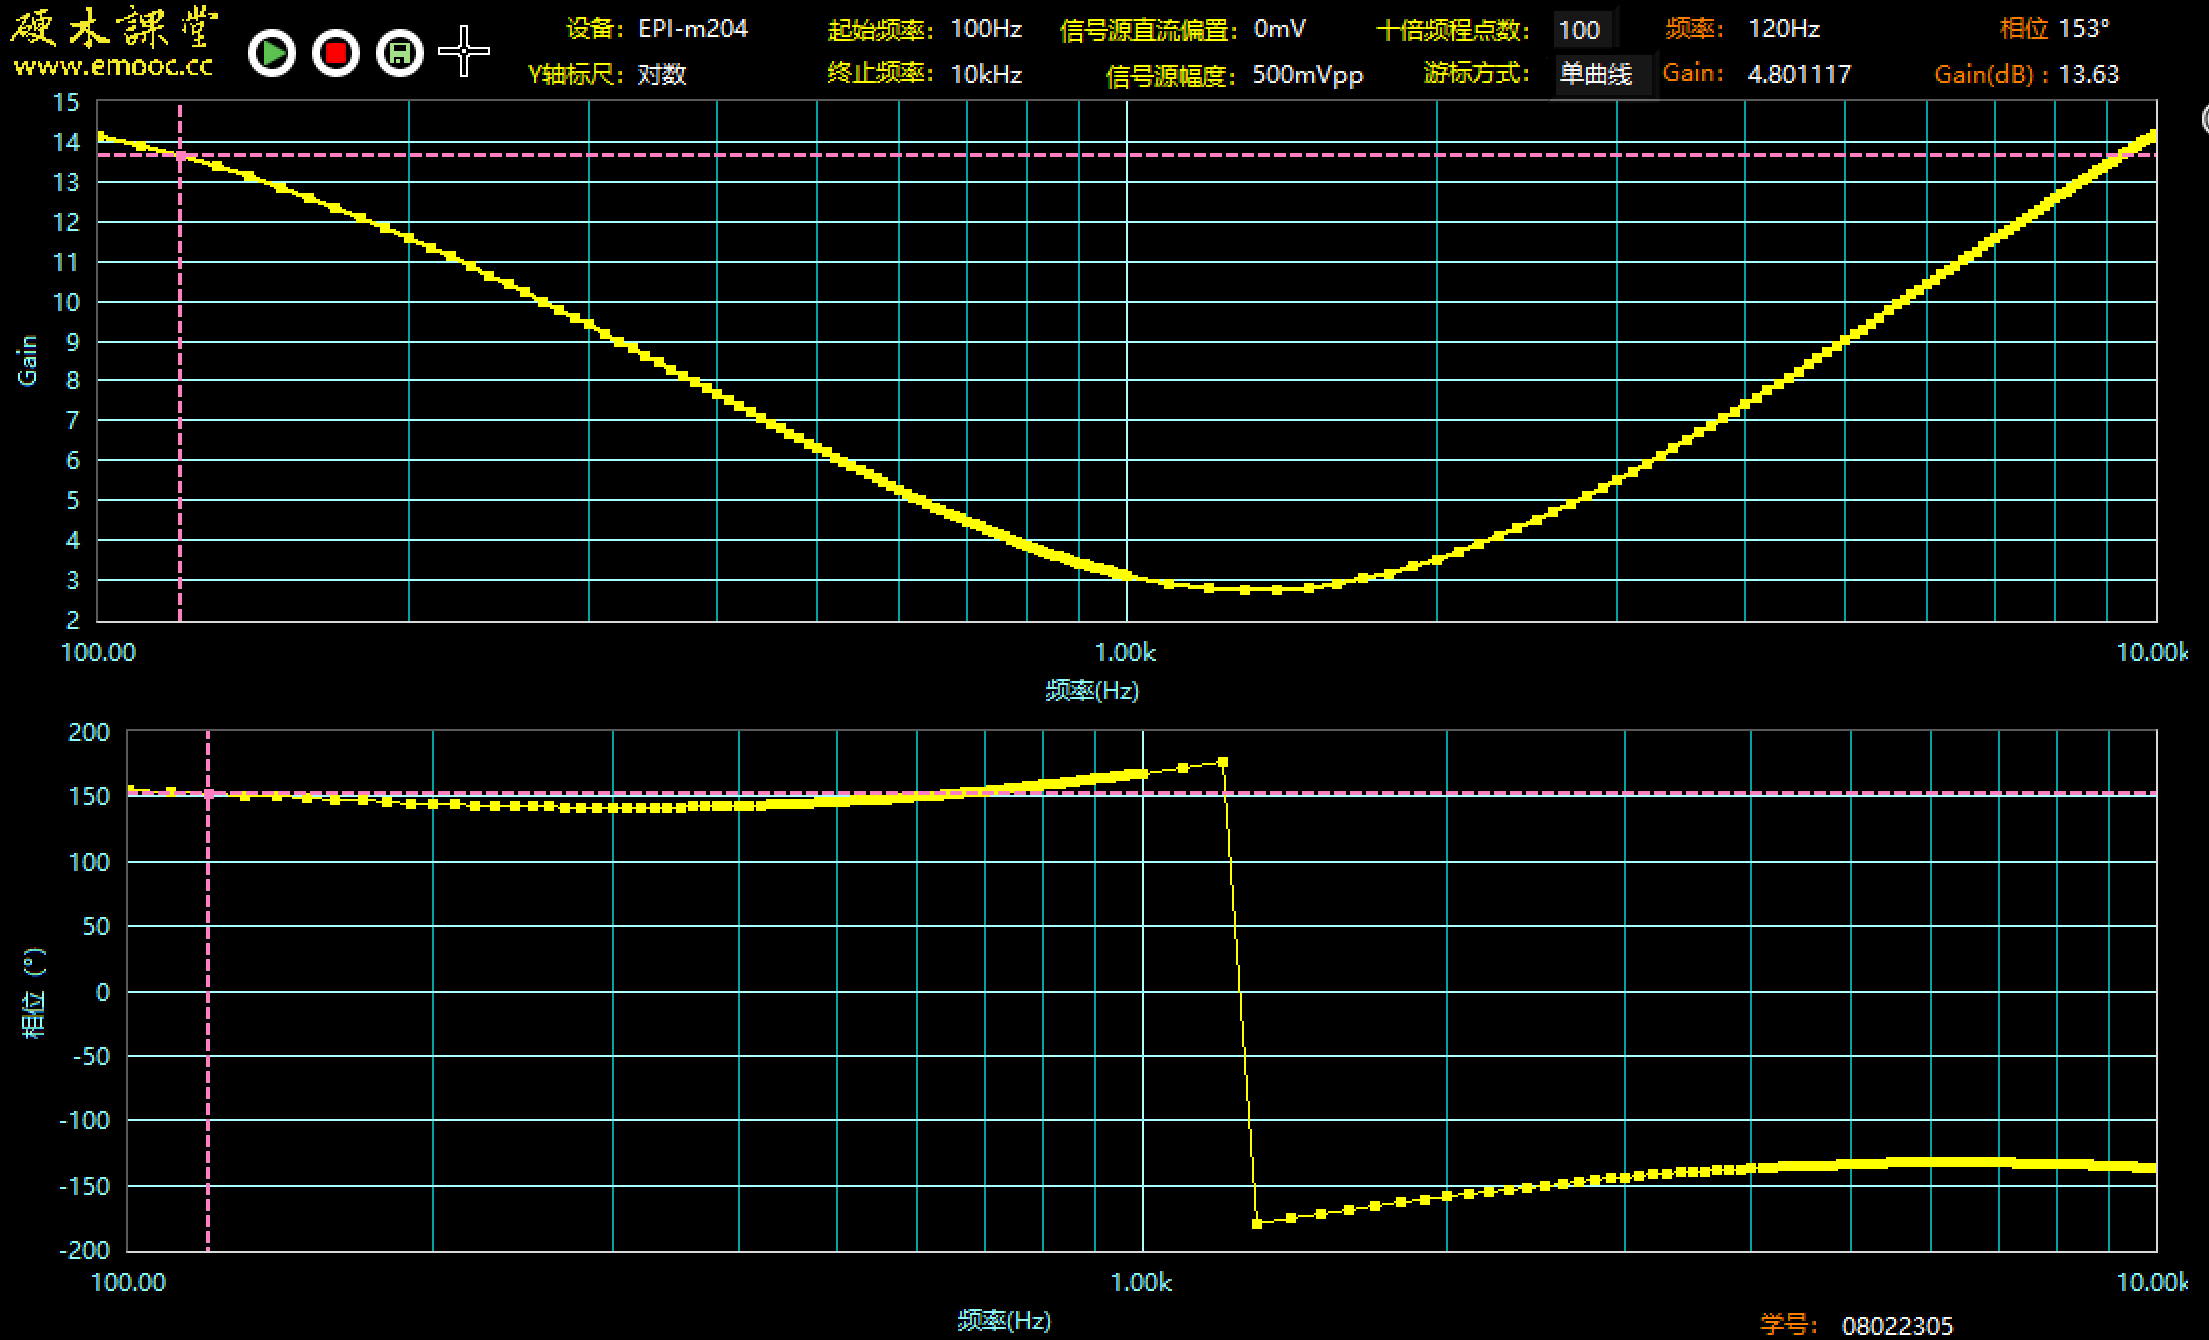 硬木課堂
www.emooc.cc
设备： EPI-m204 起始频率： 100Hz 信号源直流偏置： 0mV 十倍频程点数： 100 频率： 120Hz 相位 153°
Y轴标尺： 对数 终止频率： 10kHz 信号源幅度： 500mVpp 游标方式： 单曲线 Gain： 4.801117 Gain(dB)： 13.63
15
14
13
12
11
10
9
8
7
6
5
4
3
2
Gain
100.00 1.00k 10.00k
频率(Hz)
200
150
100
50
0
-50
-100
-150
-200
相位 (°)
100.00 1.00k 10.00k
频率(Hz)
学号： 08022305